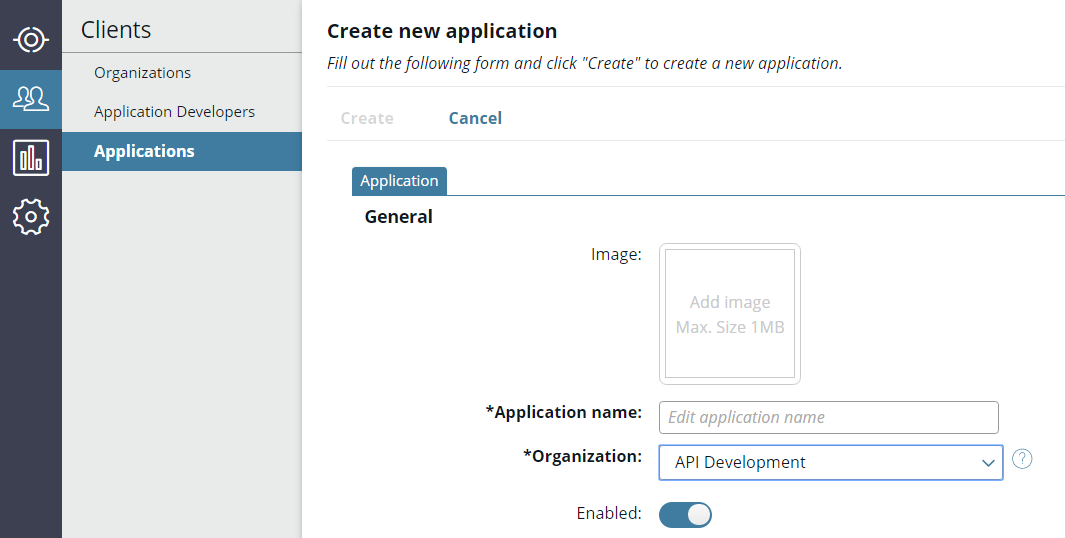 Clients
Organizations
Application Developers
Applications
Create new application
Fill out the following form and click "Create" to create a new application.
Create Cancel
Application
General
Image:
Add image
Max. Size 1MB
*Application name: Edit application name
*Organization: API Development ?
Enabled: